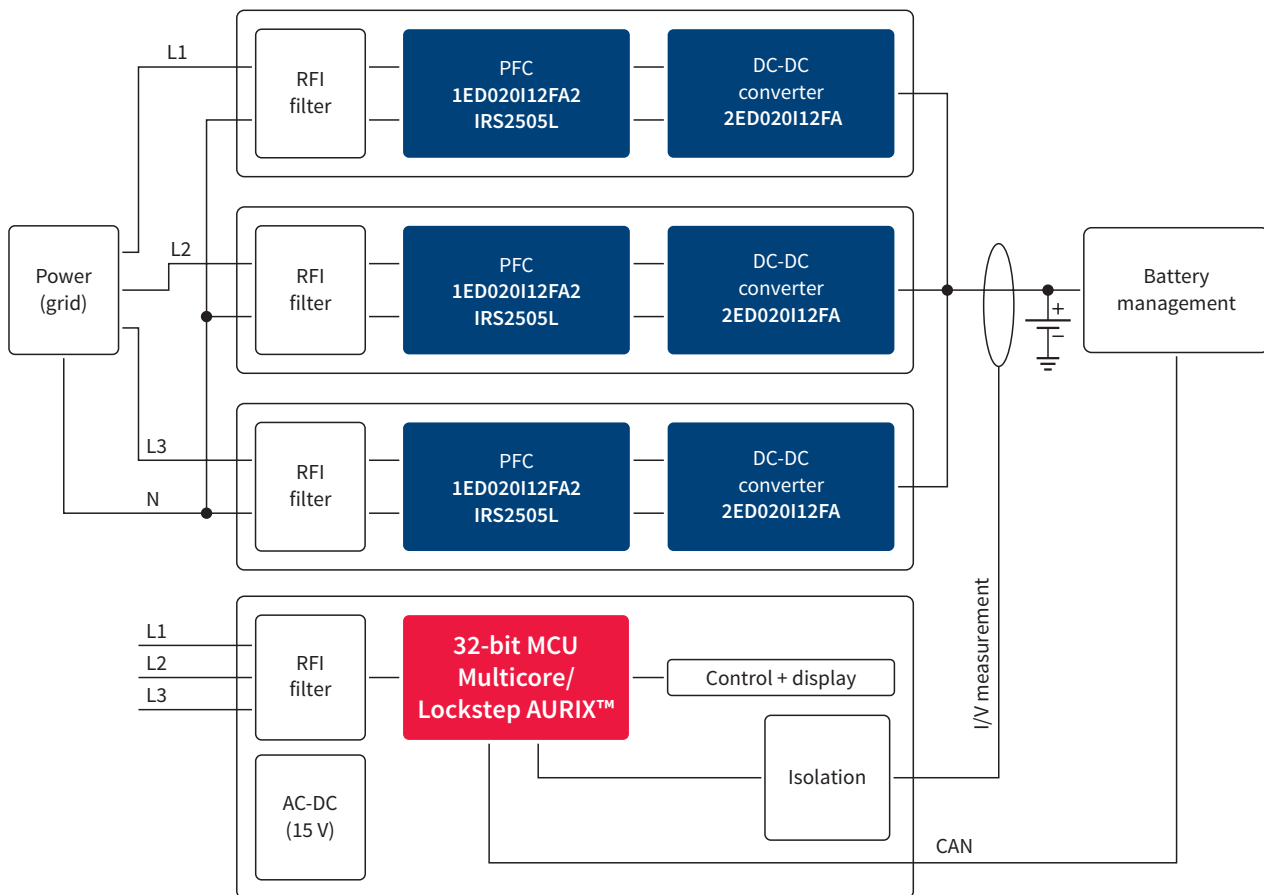 L1
RFI
filter
PFC
1ED020I12FA2
IRS2505L
DC-DC
converter
2ED020I12FA
Power
(grid)
L2
RFI
filter
PFC
1ED020I12FA2
IRS2505L
DC-DC
converter
2ED020I12FA
+
−
Battery
management
L3
N
RFI
filter
PFC
1ED020I12FA2
IRS2505L
DC-DC
converter
2ED020I12FA
I/V measurement
L1
L2
L3
RFI
filter
32-bit MCU
Multicore/
Lockstep AURIX™
Control + display
AC-DC
(15 V)
Isolation
CAN